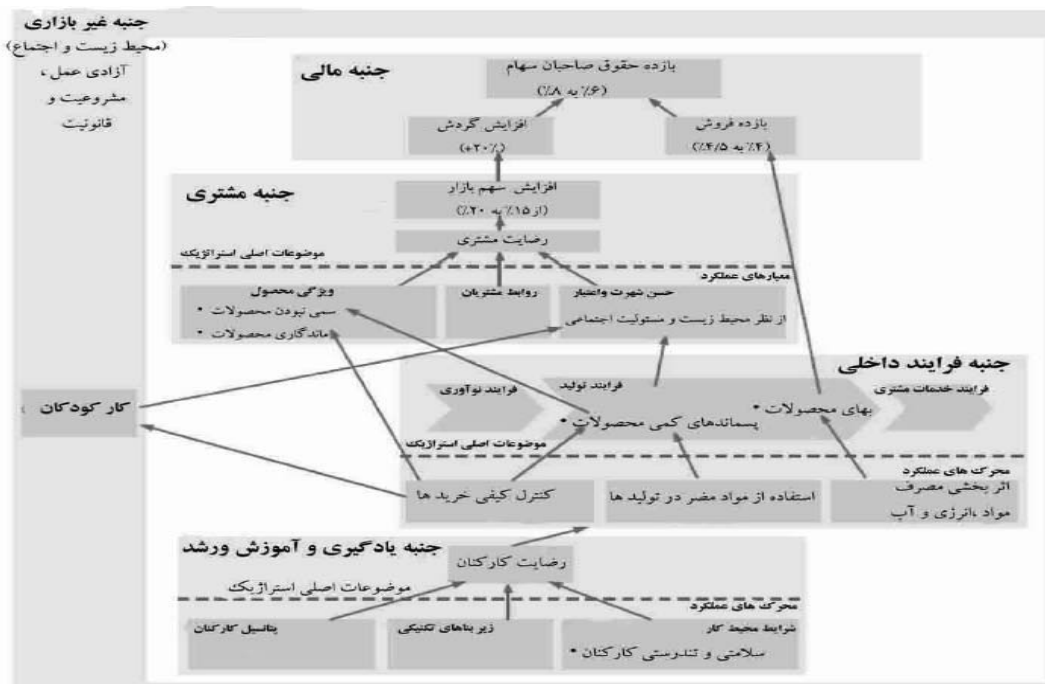 جنبه غیر بازاری
(محیط زیست و اجتماع)
آزادی عمل،
مشروعیت و
قانونیت
جنبه مالی
بازده حقوق صاحبان سهام
(۶٪ به ۸٪)
افزایش گردش
(۲۰٪+)
بازده فروش
(۴٪ به ۴/۵٪)
جنبه مشتری
افزایش سهم بازار
(از ۱۵٪ به ۲۰٪)
رضایت مشتری
موضوعات اصلی استراتژیک
معیارهای عملکرد
حسن شهرت واعتبار
از نظر محیط زیست و مسئولیت اجتماعی
روابط مشتریان
ویژگی محصول
• سمی نبودن محصولات
• ماندگاری محصولات
جنبه فرایند داخلی
فرایند نوآوری
فرایند تولید
فرایند خدمات مشتری
• بهای محصولات
• پسماندهای کمی محصولات
کار کودکان
موضوعات اصلی استراتژیک
محرک های عملکرد
اثر بخشی مصرف
مواد ،انرژی و آب
استفاده از مواد مضر در تولید ها
کنترل کیفی خرید ها
جنبه یادگیری و آموزش ورشد
رضایت کارکنان
موضوعات اصلی استراتژیک
محرک های عملکرد
شرایط محیط کار
• سلامتی و تندرستی کارکنان
زیر بناهای تکنیکی
پتانسیل کارکنان